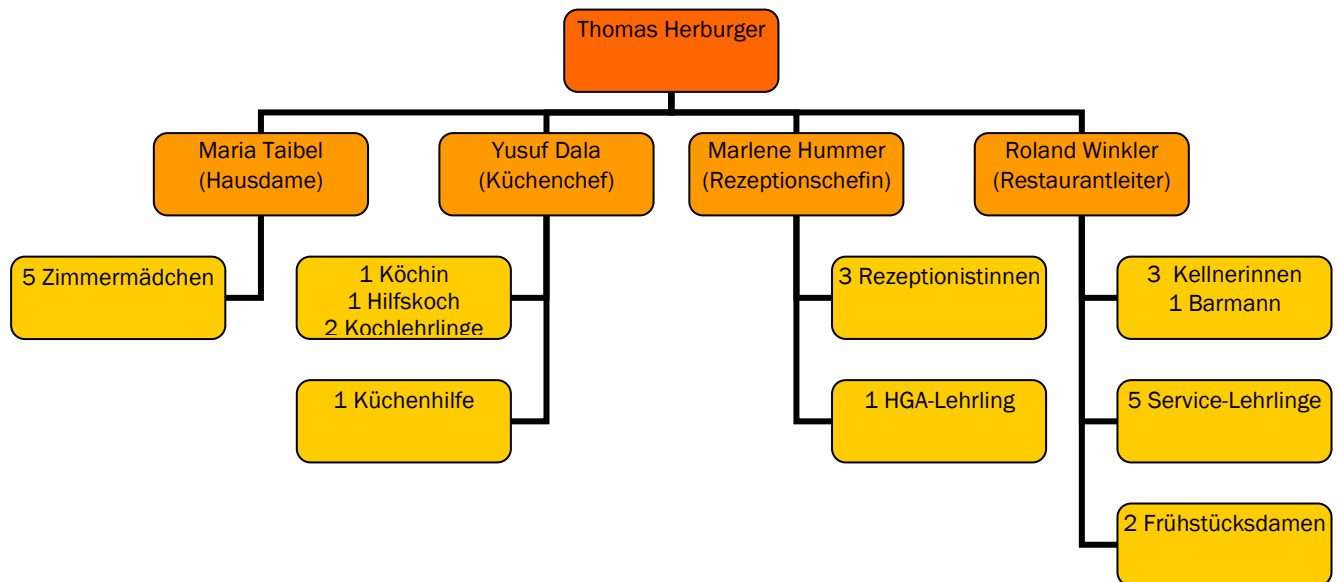 Thomas Herburger
Maria Taibel
(Hausdame)
Yusuf Dala
(Küchenchef)
Marlene Hummer
(Rezeptionschefin)
Roland Winkler
(Restaurantleiter)
5 Zimmermädchen
1 Köchin
1 Hilfskoch
2 Kochlehrlinge
3 Rezeptionistinnen
3 Kellnerinnen
1 Barmann
1 Küchenhilfe
1 HGA-Lehrling
5 Service-Lehrlinge
2 Frühstücksdamen